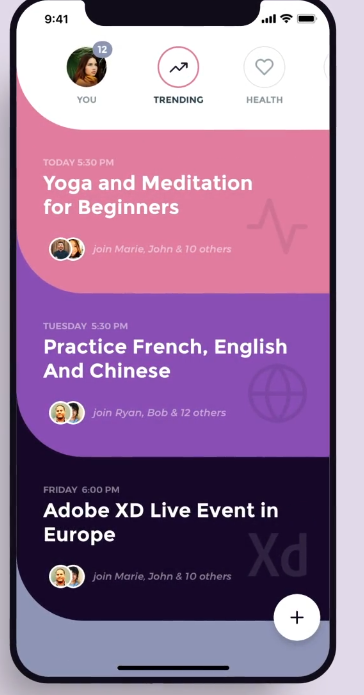 9:41
12
YOU
TRENDING
HEALTH
TODAY 5:30 PM
Yoga and Meditation
for Beginners
join Marie, John & 10 others
TUESDAY 5:30 PM
Practice French, English
And Chinese
join Ryan, Bob & 12 others
FRIDAY 6:00 PM
Adobe XD Live Event in
Europe
Xd
join Marie, John & 10 others
+